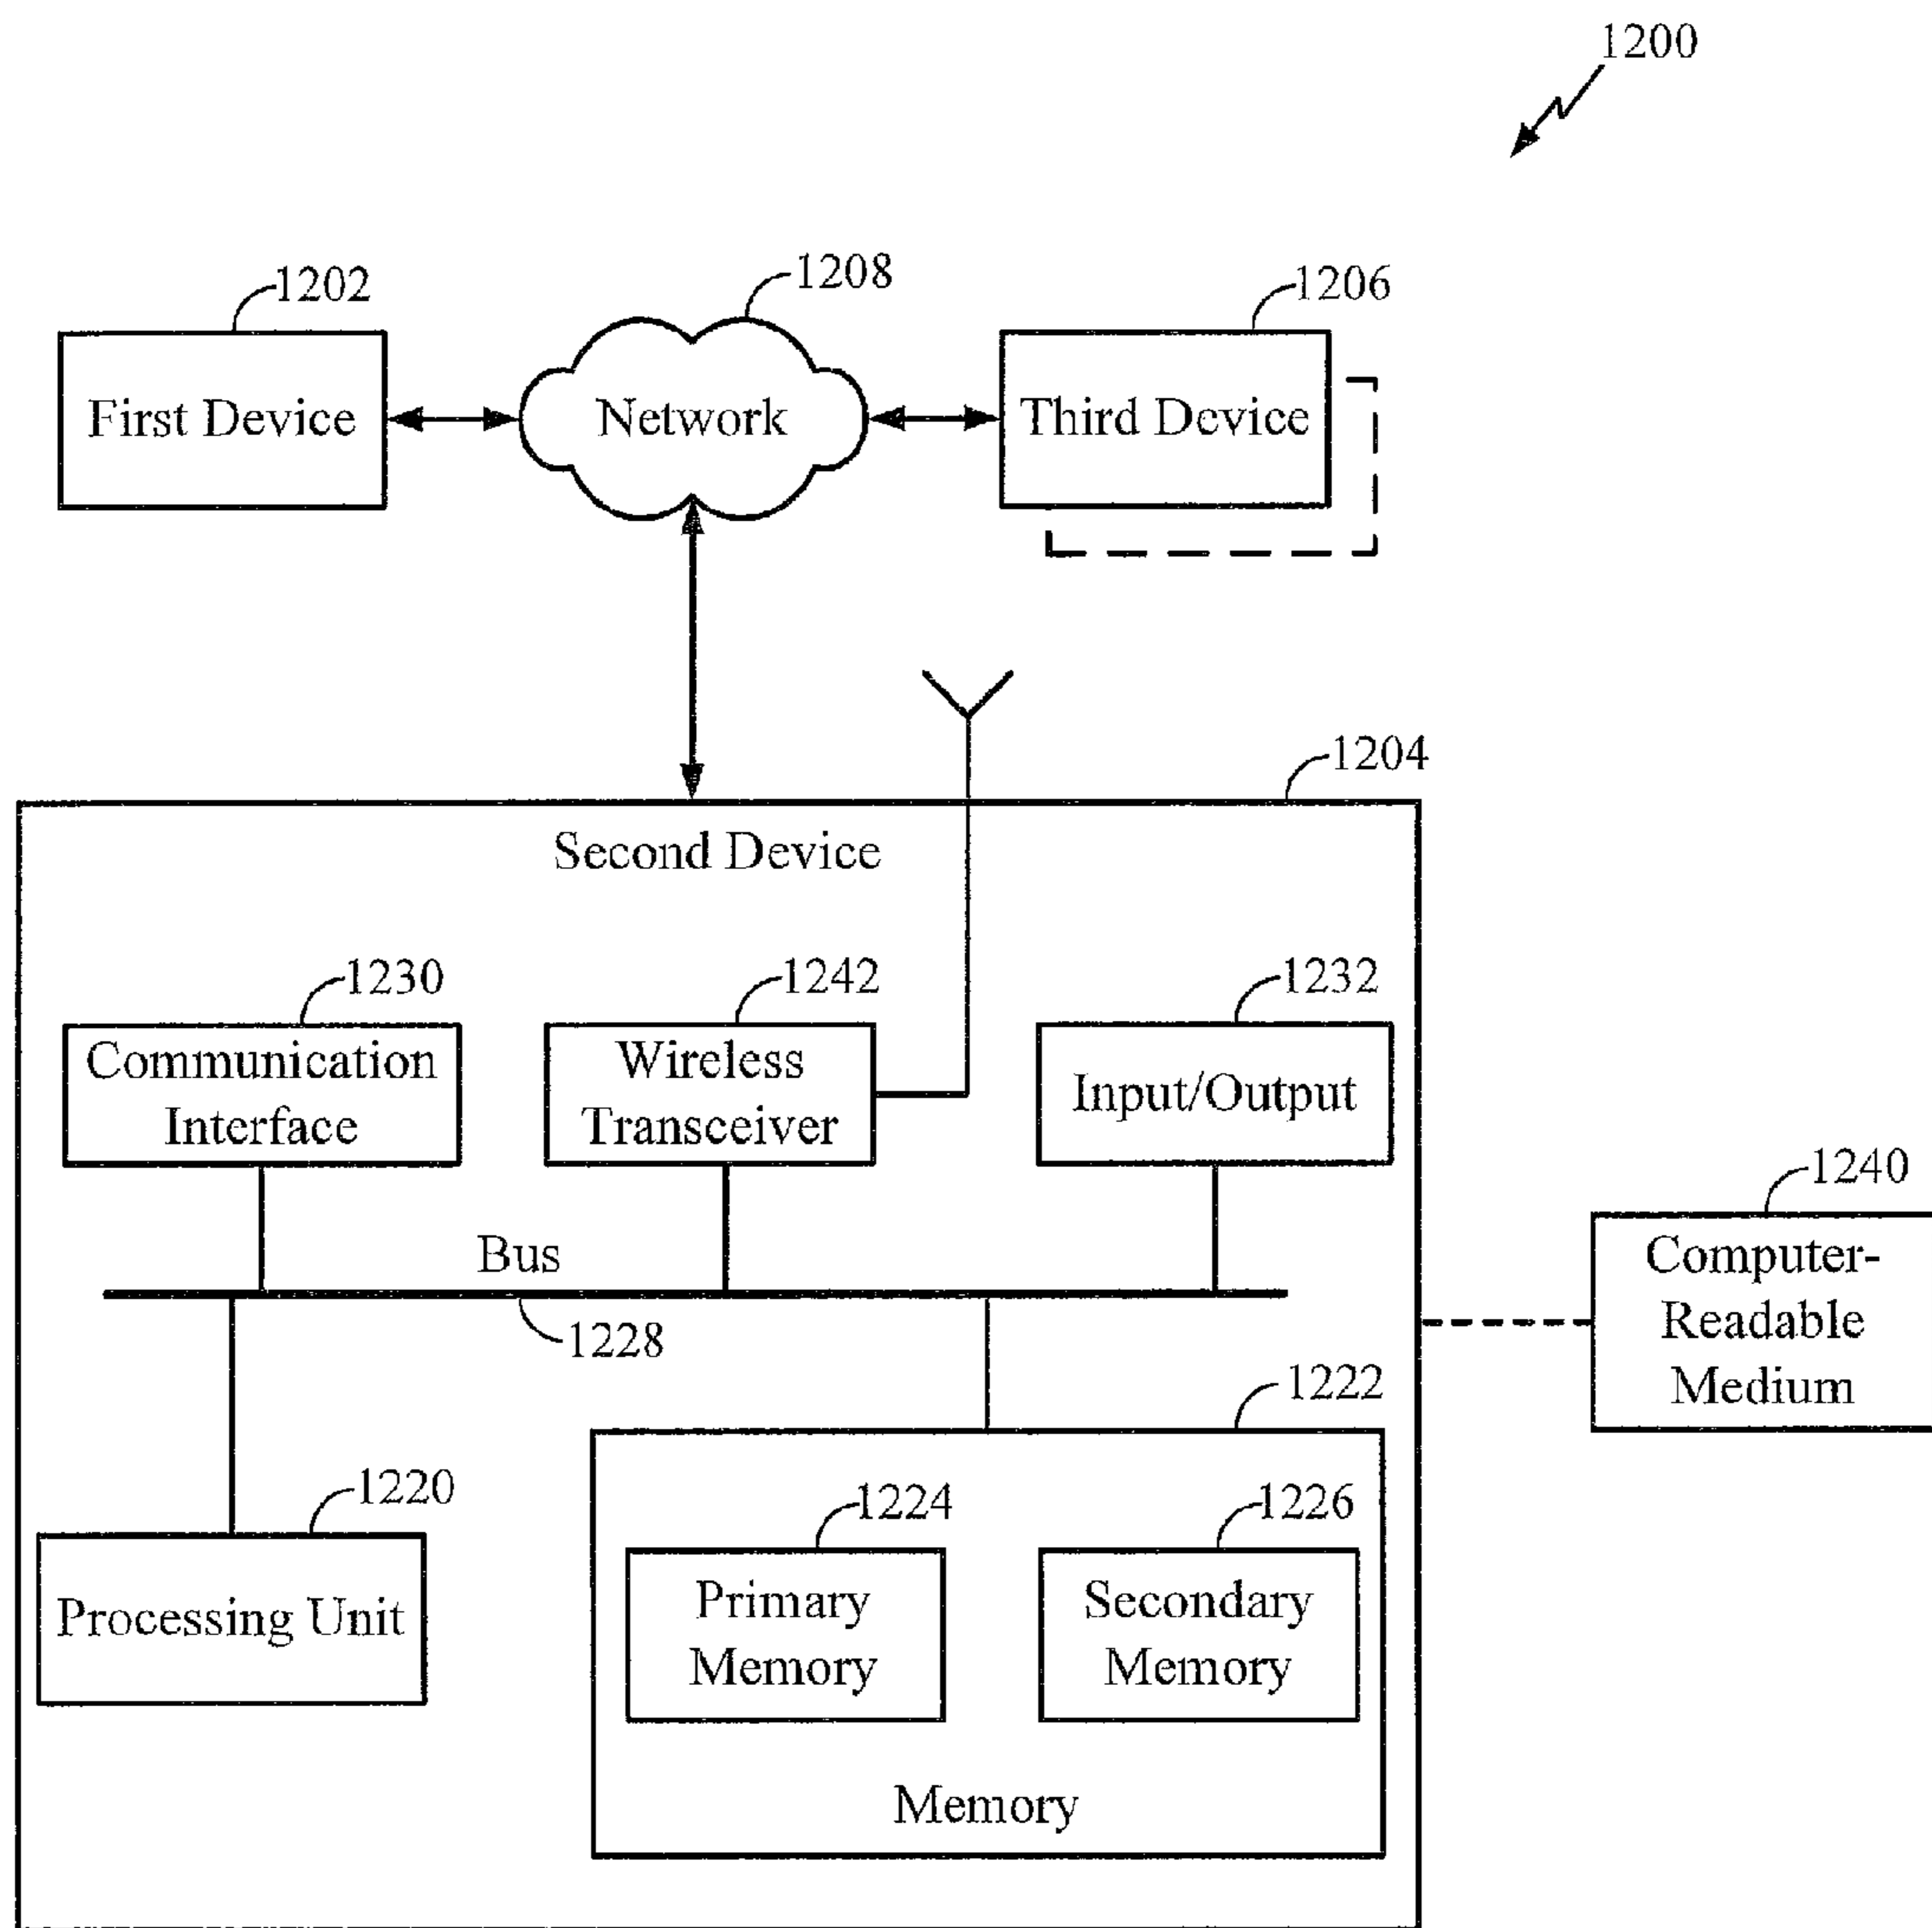 1200
1202
1208
1206
First Device
Network
Third Device
1204
Second Device
1230
1242
1232
Communication
Interface
Wireless
Transceiver
Input/Output
1240
Computer-
Readable
Medium
Bus
1228
1222
1220
1224
1226
Processing Unit
Primary
Memory
Secondary
Memory
Memory